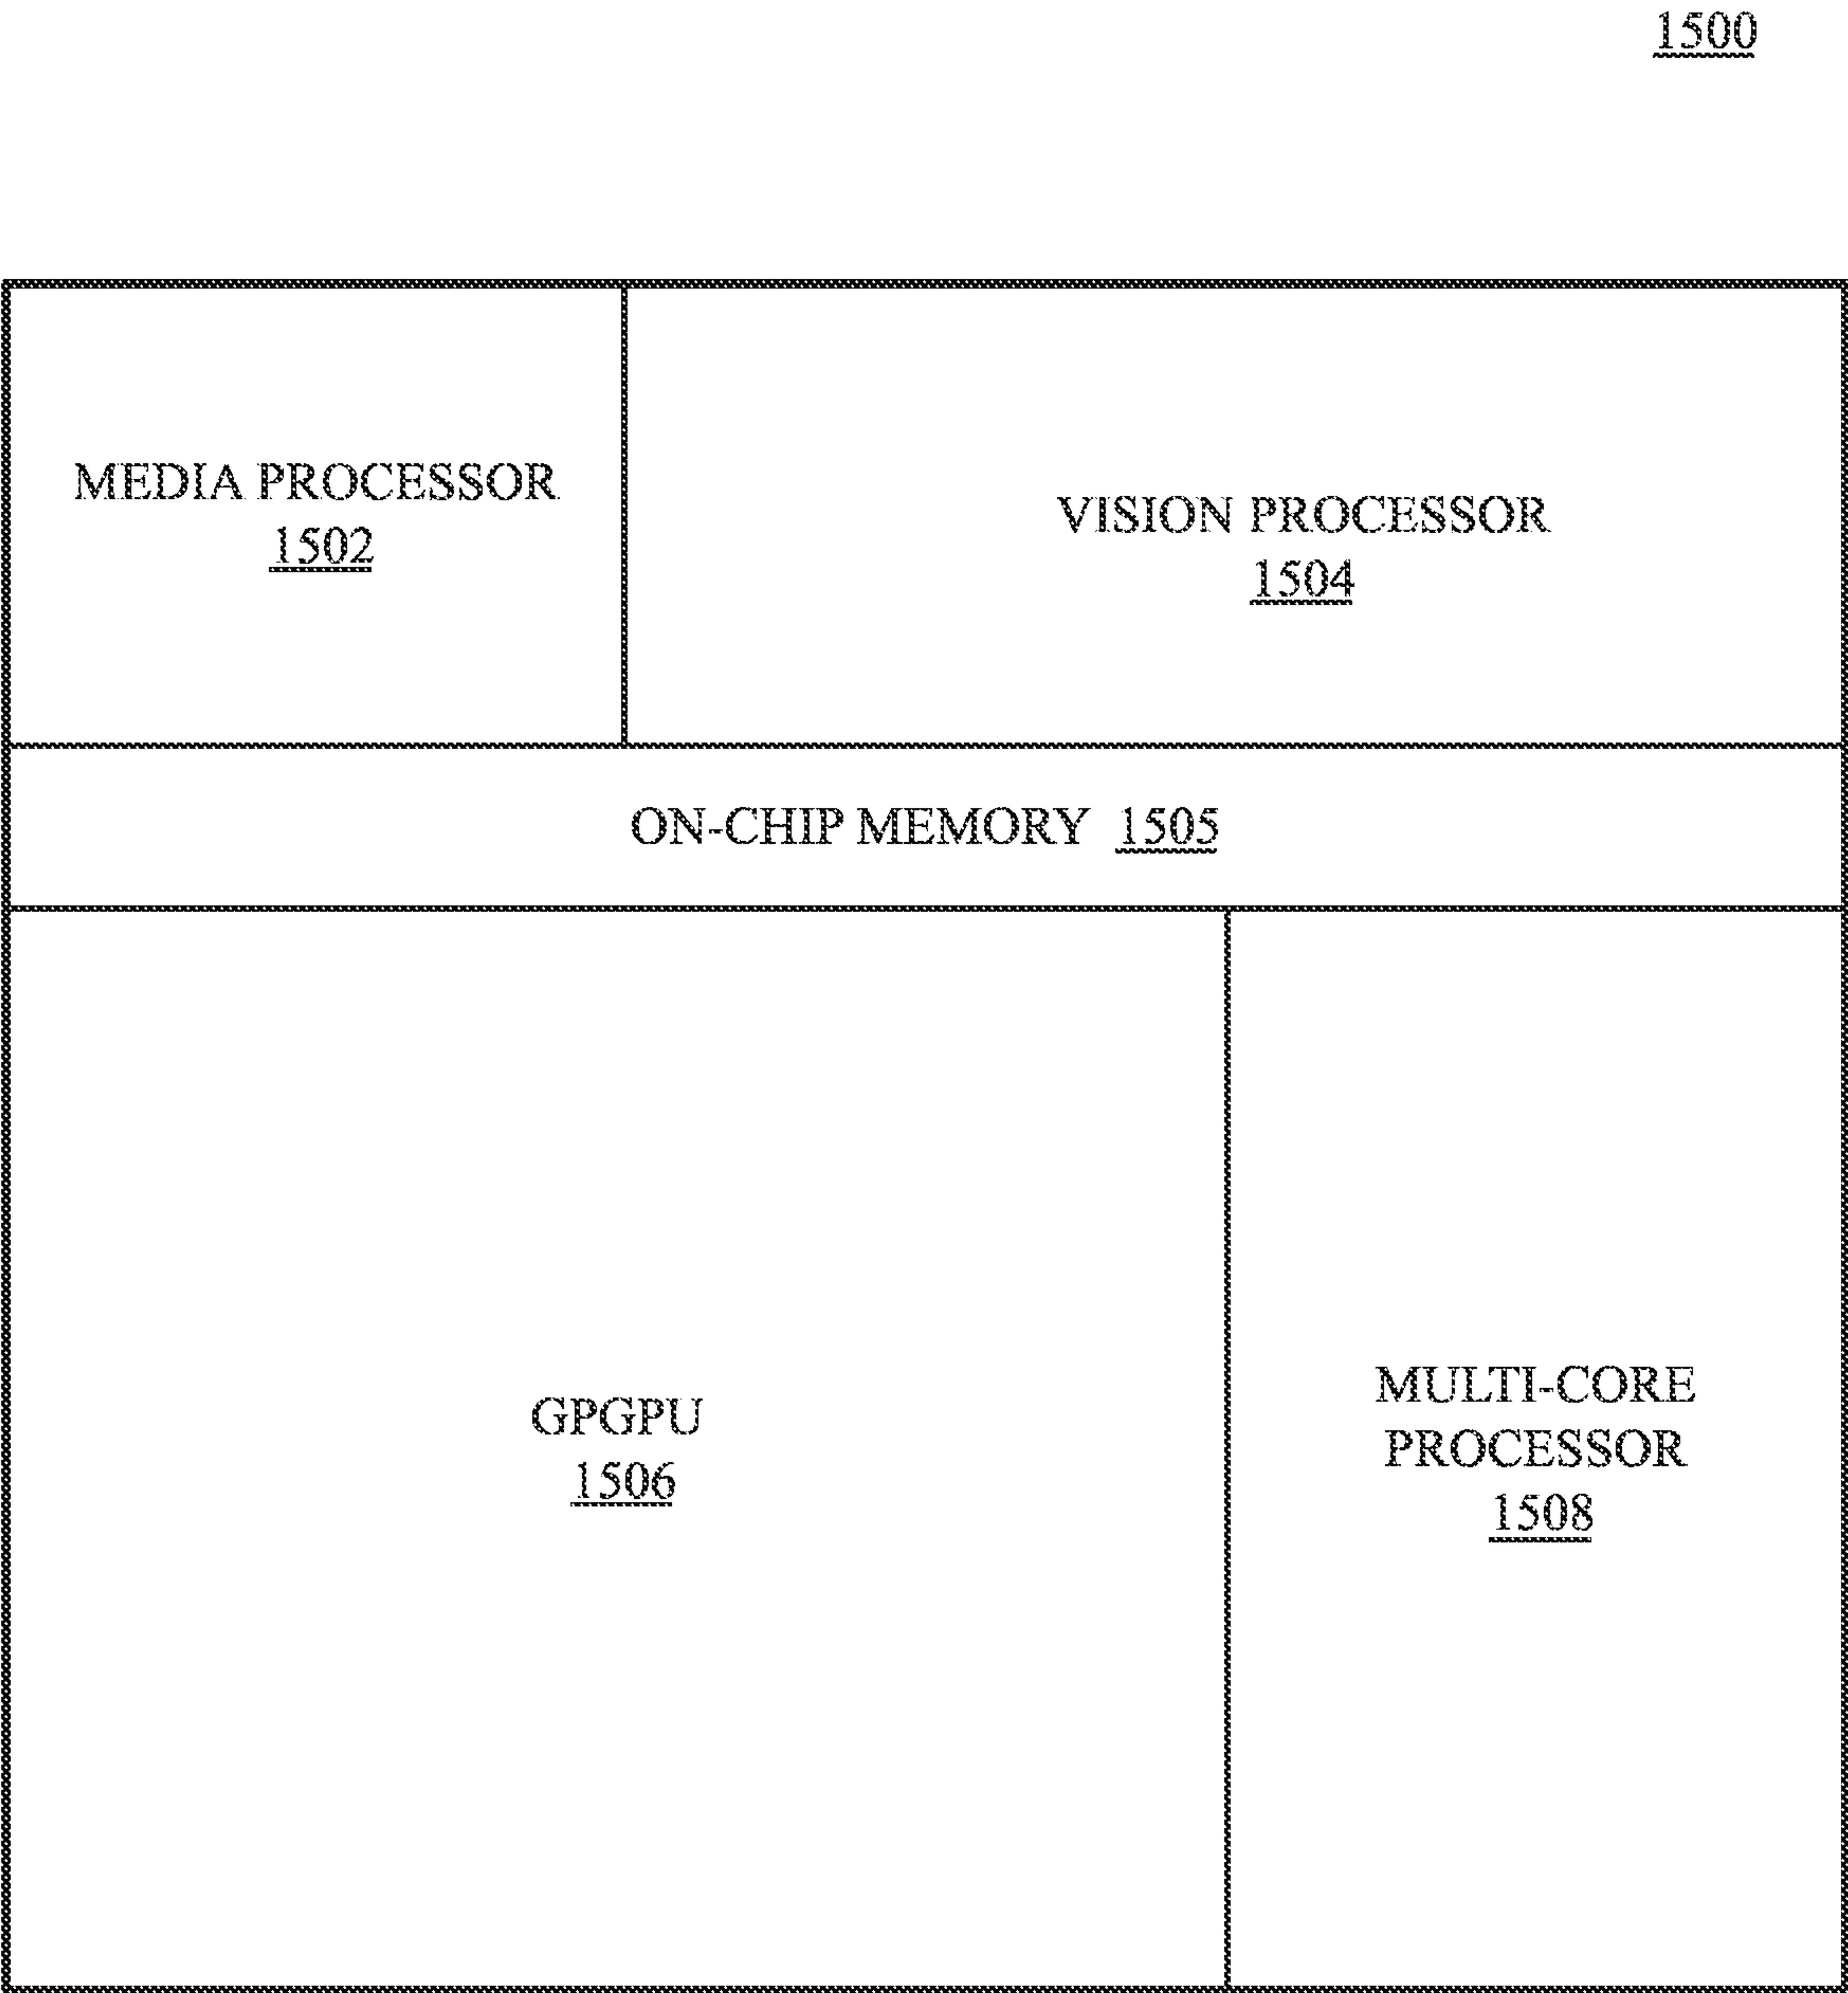 1500
MEDIA PROCESSOR
1502
VISION PROCESSOR
1504
ON-CHIP MEMORY 1505
GPGPU
1506
MULTI-CORE
PROCESSOR
1508